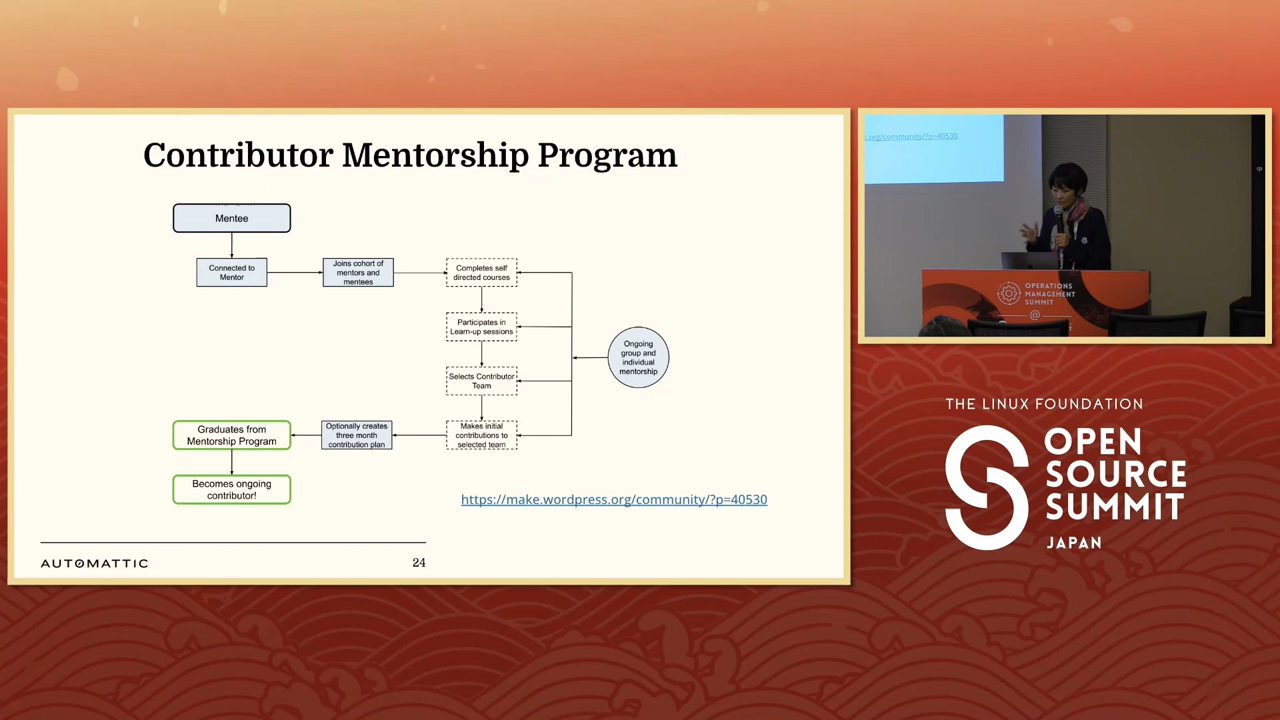 Contributor Mentorship Program
Mentee
Connected to
Mentor
Joins cohort of
mentors and
mentees
Completes self
directed courses
Participates in
Learn-up sessions
Selects Contributor
Team
Makes initial
contributions to
selected team
Ongoing
group and
individual
mentorship
Optionally creates
three month
contribution plan
Graduates from
Mentorship Program
Becomes ongoing
contributor!
https://make.wordpress.org/community/?p=40530
AUTOMATTIC
24
s.org/community/?p=40530
OPERATIONS
MANAGEMENT
SUMMIT
@
THE LINUX FOUNDATION
OPEN
SOURCE
SUMMIT
JAPAN